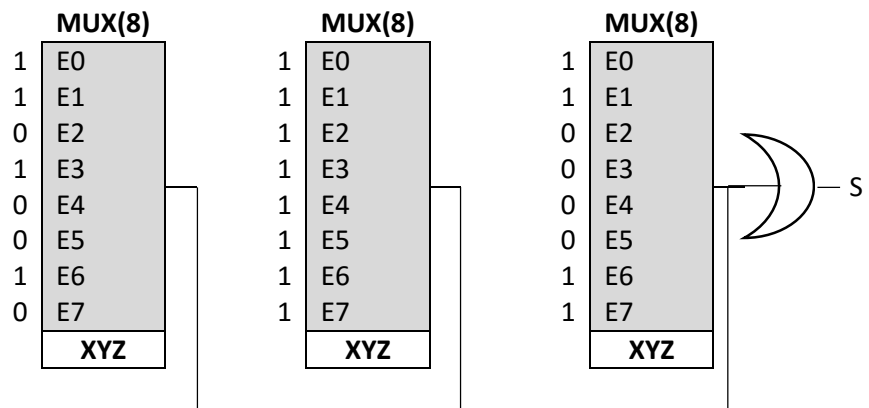 MUX(8) MUX(8) MUX(8)
1 E0 1 E0 1 E0
1 E1 1 E1 1 E1
0 E2 1 E2 0 E2
1 E3 1 E3 0 E3
0 E4 1 E4 0 E4
0 E5 1 E5 0 E5
1 E6 1 E6 1 E6
0 E7 1 E7 1 E7
XYZ XYZ XYZ
S